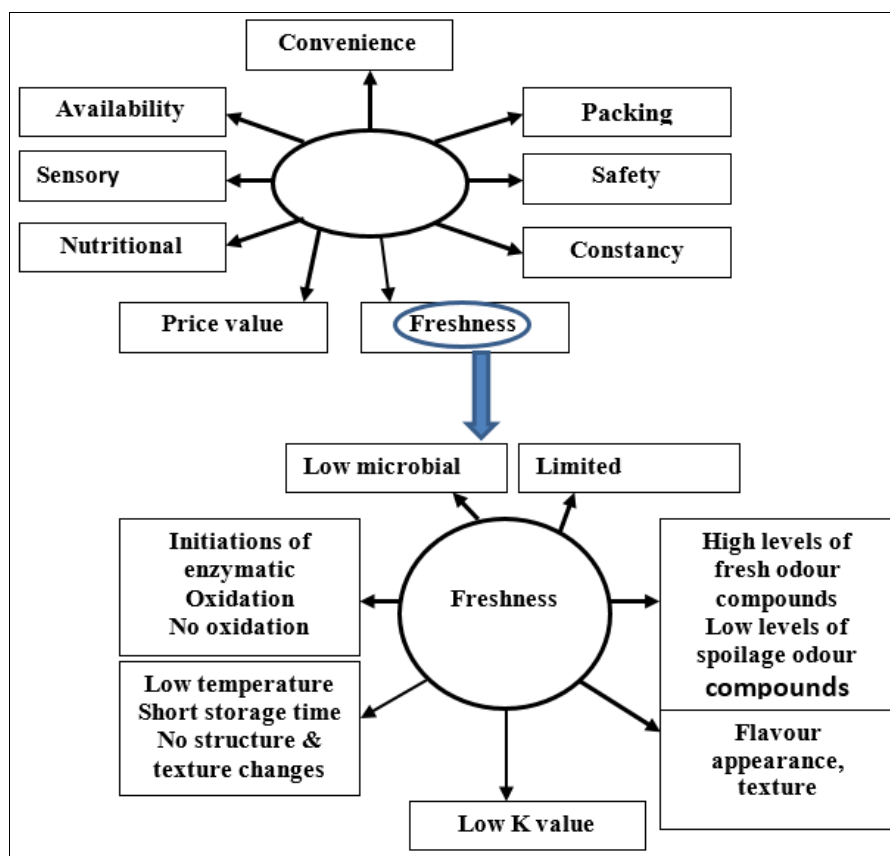 Convenience
Availability
Packing
Sensory
Safety
Nutritional
Constancy
Price value
Freshness
Low microbial
Limited
Initiations of
enzymatic
Oxidation
No oxidation
Freshness
High levels of
fresh odour
compounds
Low levels of
spoilage odour
compounds
Low temperature
Short storage time
No structure &
texture changes
Flavour
appearance,
texture
Low K value